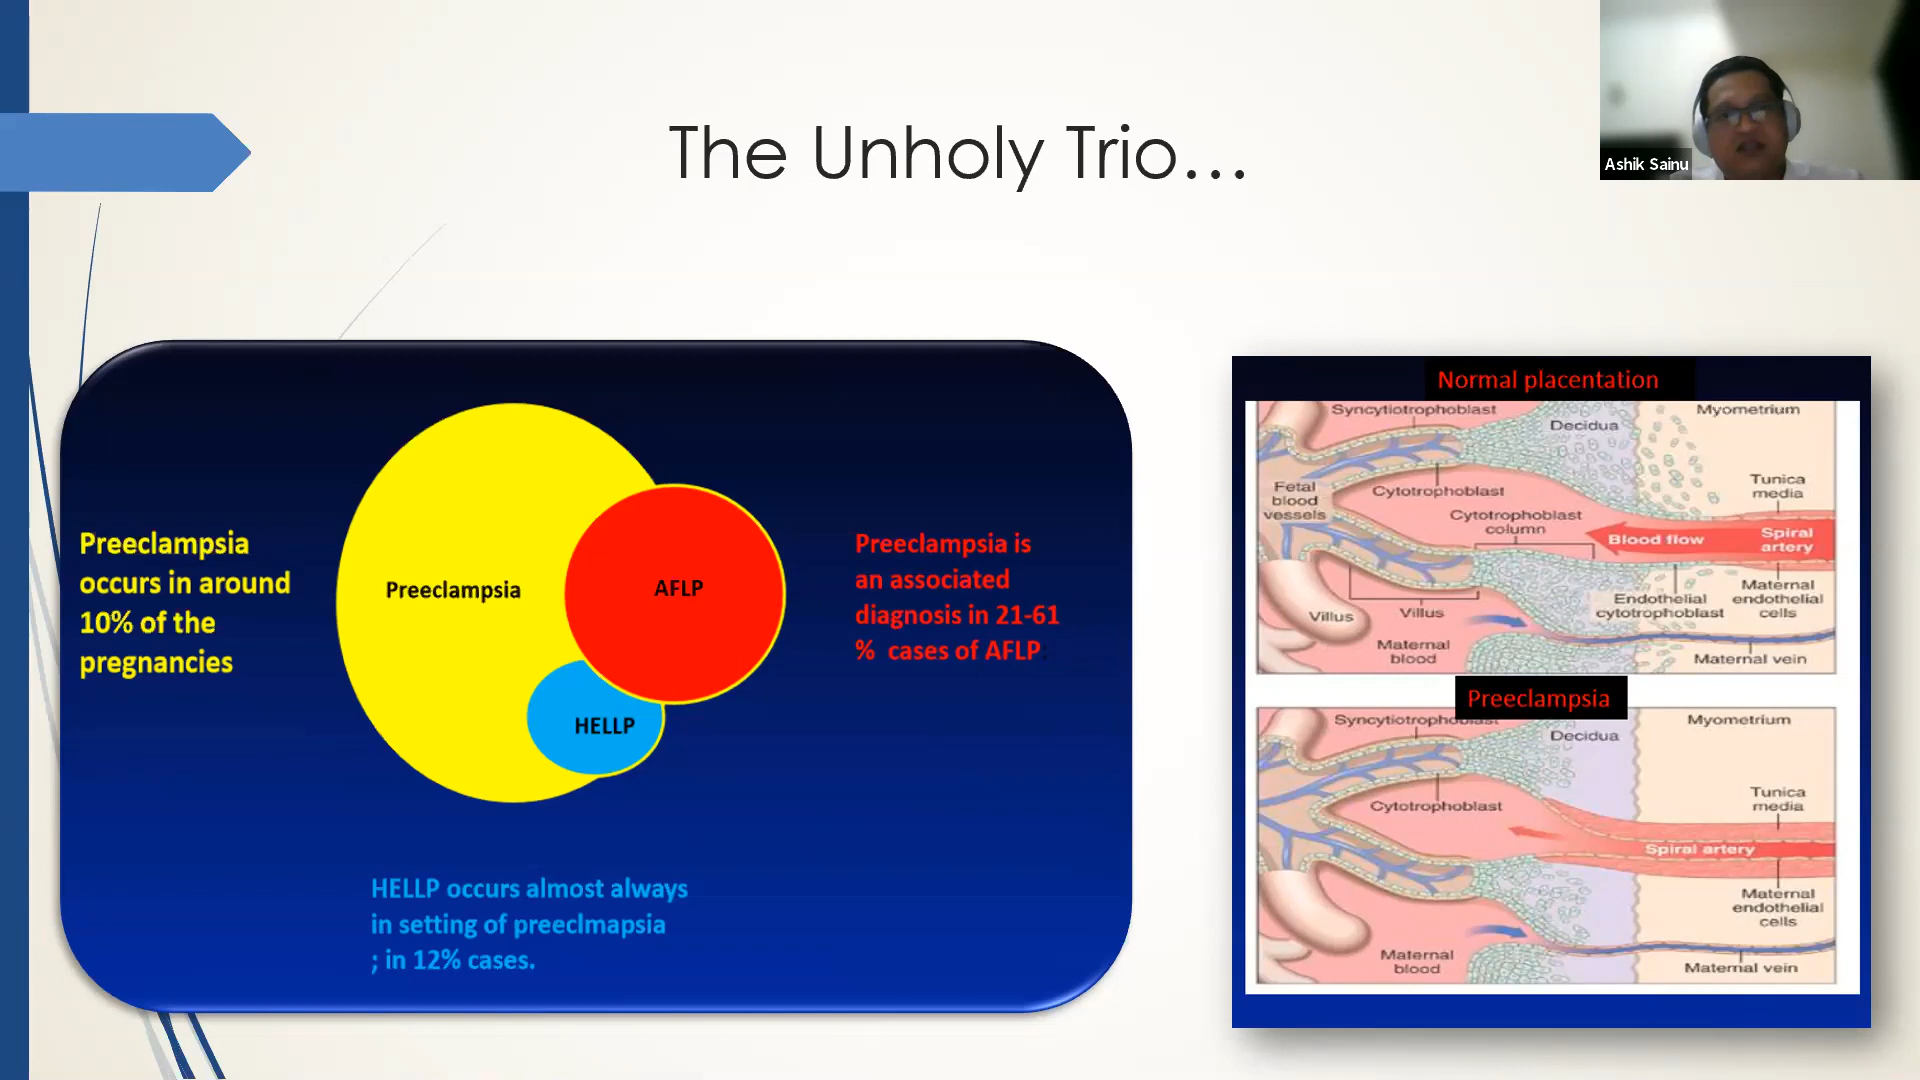 The Unholy Trio...
Ashik Sainu
Preeclampsia
occurs in around
10% of the
pregnancies
Preeclampsia
AFLP
HELLP
Preeclampsia is
an associated
diagnosis in 21-61
% cases of AFLP.
HELLP occurs almost always
in setting of preeclmapsia
; in 12% cases.
Normal placentation
Syncytiotrophoblast
Myometrium
Decidua
Fetal
blood
vessels
Cytotrophoblast
Tunica
media
Cytotrophoblast
column
Blood flow
Spiral
artery
Villus
Villus
Endothelial
cytotrophoblast
Maternal
endothelial
cells
Maternal
blood
Maternal vein
Preeclampsia
Syncytiotrophoblast
Myometrium
Decidua
Cytotrophoblast
Tunica
media
Spiral artery
Maternal
endothelial
cells
Maternal
blood
Maternal vein